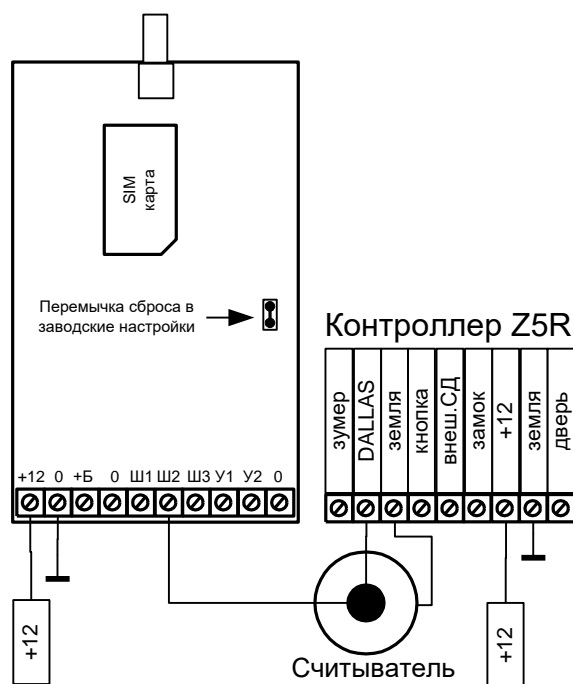 SIM
карта
Перемычка сброса в
заводские настройки
+12 0 +Б 0 Ш1 Ш2 Ш3 У1 У2 0
+12
Контроллер Z5R
зумер
DALLAS
земля
кнопка
внеш.СД
замок
+12
земля
дверь
Считыватель
+12